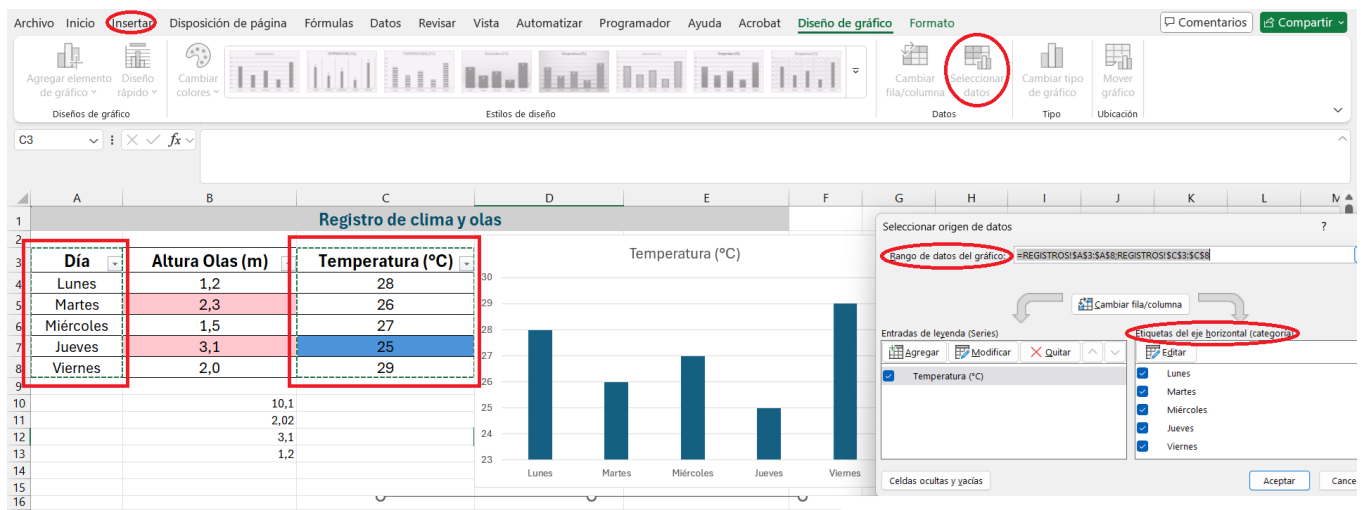 Archivo Inicio Insertar Disposición de página Fórmulas Datos Revisar Vista Automatizar Programador Ayuda Acrobat Diseño de gráfico Formato Comentarios Compartir
Agregar elemento de gráfico
Diseño rápido
Cambiar colores
Cambiar fila/columna
Seleccionar datos
Cambiar tipo de gráfico
Mover gráfico
Diseños de gráfico Estilos de diseño Datos Tipo Ubicación
C3 fx
A B C D E F G H I J K L
1 Registro de clima y olas
2
3 Día Altura Olas (m) Temperatura (°C)
4 Lunes 1,2 28
5 Martes 2,3 26
6 Miércoles 1,5 27
7 Jueves 3,1 25
8 Viernes 2,0 29
9
10 10,1
11 2,02
12 3,1
13 1,2
14
15
16
Temperatura (°C)
30
29
28
27
26
25
24
23
Lunes Martes Miércoles Jueves Viernes
Seleccionar origen de datos ?
Rango de datos del gráfico: =REGISTROS!$A$3:$A$8;REGISTROS!$C$3:$C$8
Cambiar fila/columna
Entradas de leyenda (Series)
Agregar Modificar Quitar
Temperatura (°C)
Etiquetas del eje horizontal (categoría)
Editar
Lunes
Martes
Miércoles
Jueves
Viernes
Celdas ocultas y vacías Aceptar